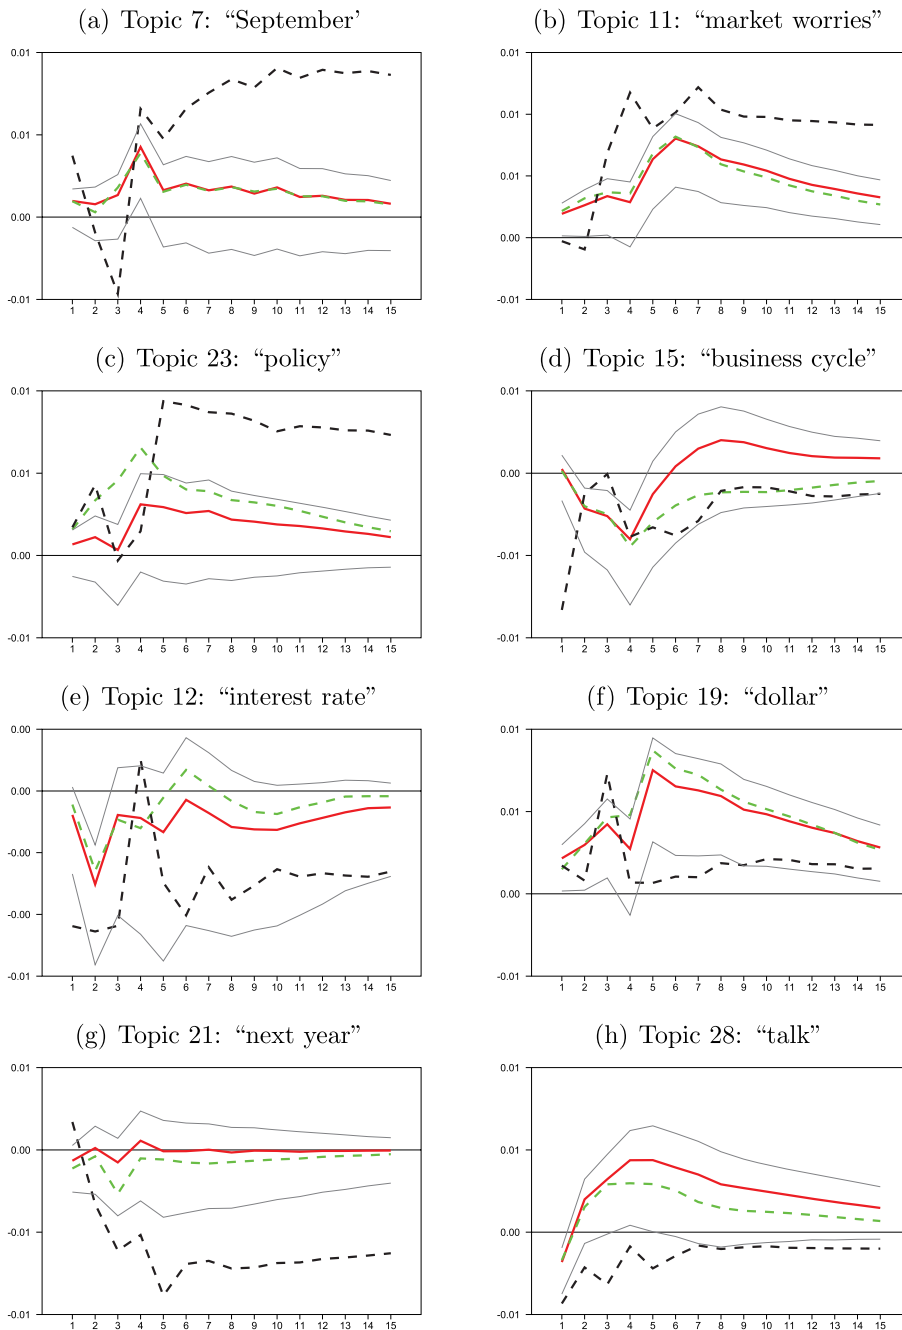 (a) Topic 7: “September’
(b) Topic 11: “market worries”
0.01
0.01
0.00
-0.01
1 2 3 4 5 6 7 8 9 10 11 12 13 14 15
0.01
0.01
0.01
0.00
-0.01
1 2 3 4 5 6 7 8 9 10 11 12 13 14 15
(c) Topic 23: “policy”
(d) Topic 15: “business cycle”
0.01
0.01
0.00
-0.01
1 2 3 4 5 6 7 8 9 10 11 12 13 14 15
0.01
0.00
-0.01
-0.01
1 2 3 4 5 6 7 8 9 10 11 12 13 14 15
(e) Topic 12: “interest rate”
(f) Topic 19: “dollar”
0.00
0.00
-0.00
-0.00
-0.01
1 2 3 4 5 6 7 8 9 10 11 12 13 14 15
0.01
0.01
0.00
-0.01
1 2 3 4 5 6 7 8 9 10 11 12 13 14 15
(g) Topic 21: “next year”
(h) Topic 28: “talk”
0.01
0.00
-0.01
-0.01
1 2 3 4 5 6 7 8 9 10 11 12 13 14 15
0.01
0.01
0.00
-0.01
1 2 3 4 5 6 7 8 9 10 11 12 13 14 15